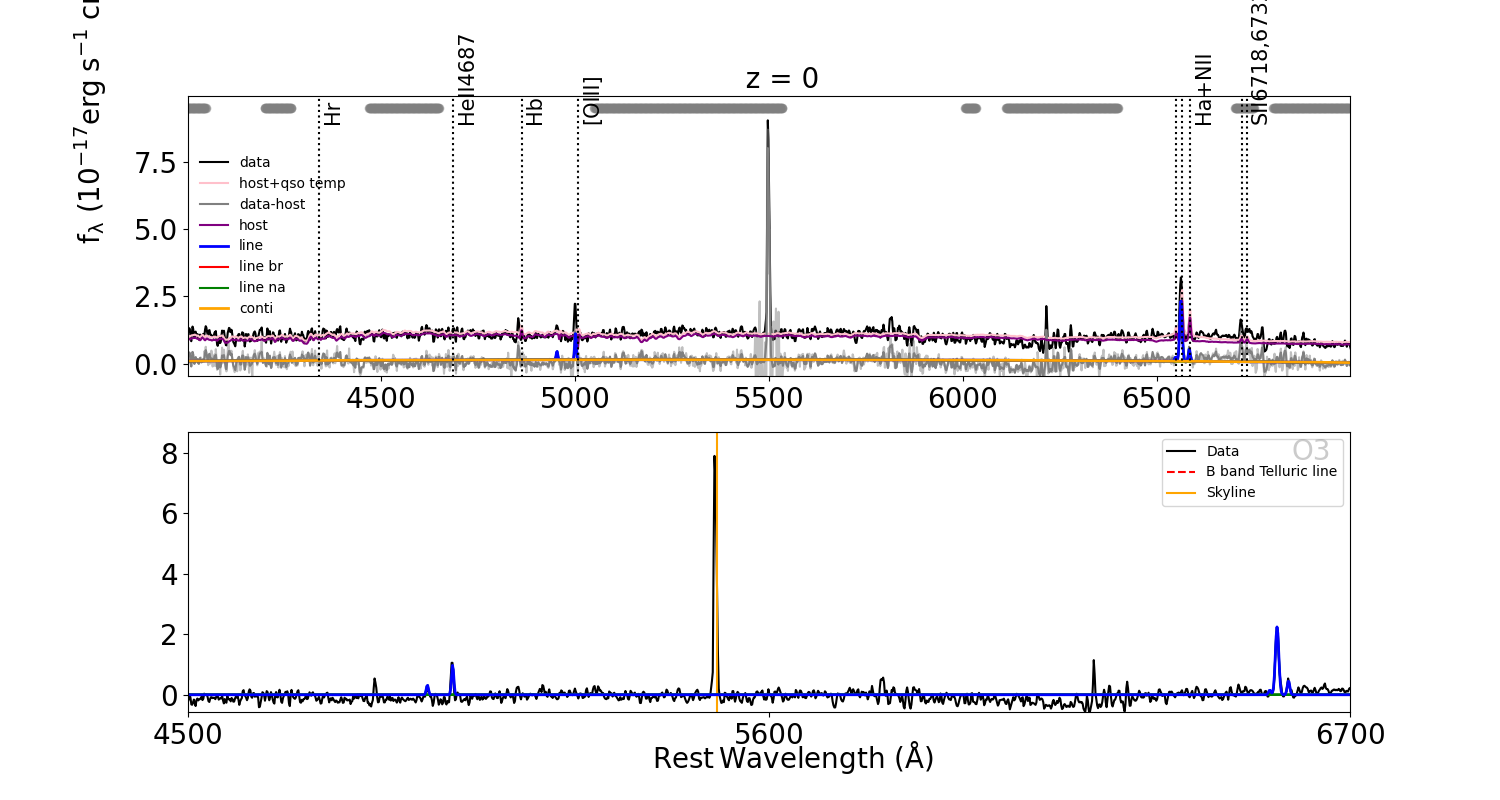 z = 0
f_λ (10^−17 erg s^−1
Hγ
HeII4687
Hb
[OIII]
Ha+NII
SII6718,673
data
host+qso temp
data-host
host
line
line br
line na
conti
7.5
5.0
2.5
0.0
4500 5000 5500 6000 6500
O3
Data
B band Telluric line
Skyline
8
6
4
2
0
4500 5600 6700
Rest Wavelength (Å)